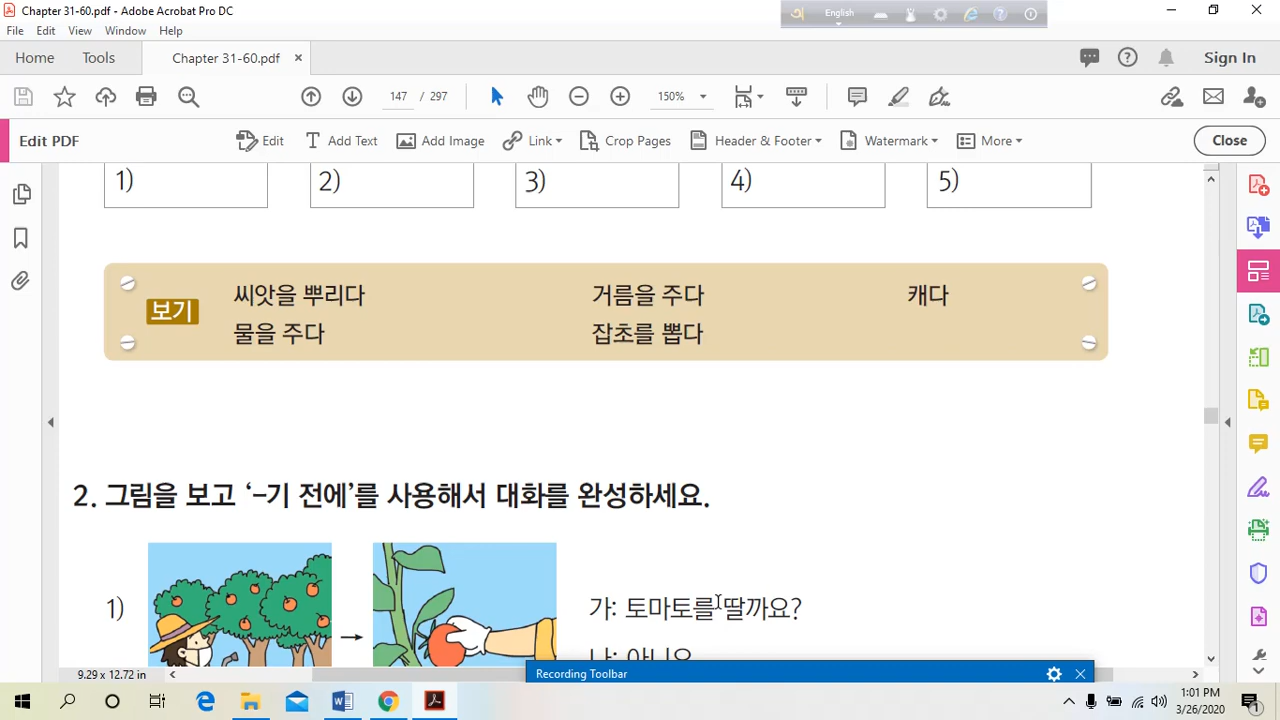 Chapter 31-60.pdf - Adobe Acrobat Pro DC
English
File Edit View Window Help
Home Tools Chapter 31-60.pdf × Sign In
147 / 297 150%
Edit PDF Edit Add Text Add Image Link Crop Pages Header & Footer Watermark More Close
1) 2) 3) 4) 5)
보기
씨앗을 뿌리다 거름을 주다 캐다
물을 주다 잡초를 뽑다
2. 그림을 보고 ‘-기 전에’를 사용해서 대화를 완성하세요.
1)
가: 토마토를 딸까요?
나: 아니요
Recording Toolbar
9.29 x 12.72 in
1:01 PM
3/26/2020